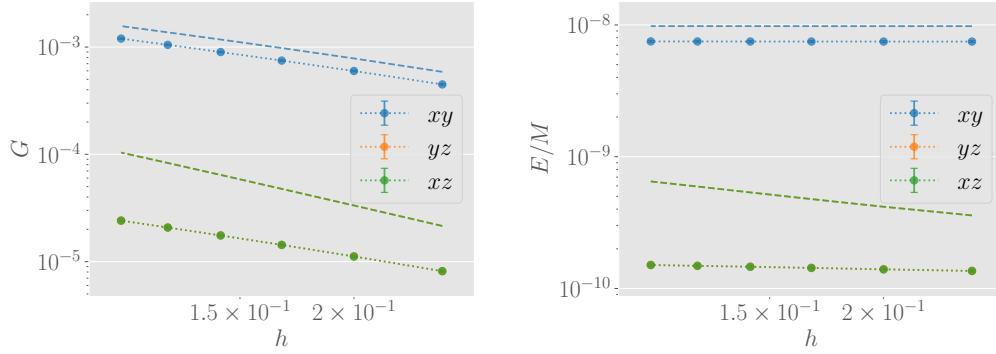 G
10⁻³
10⁻⁴
10⁻⁵
xy
yz
xz
1.5 × 10⁻¹
2 × 10⁻¹
h
E/M
10⁻⁸
10⁻⁹
10⁻¹⁰
xy
yz
xz
1.5 × 10⁻¹
2 × 10⁻¹
h